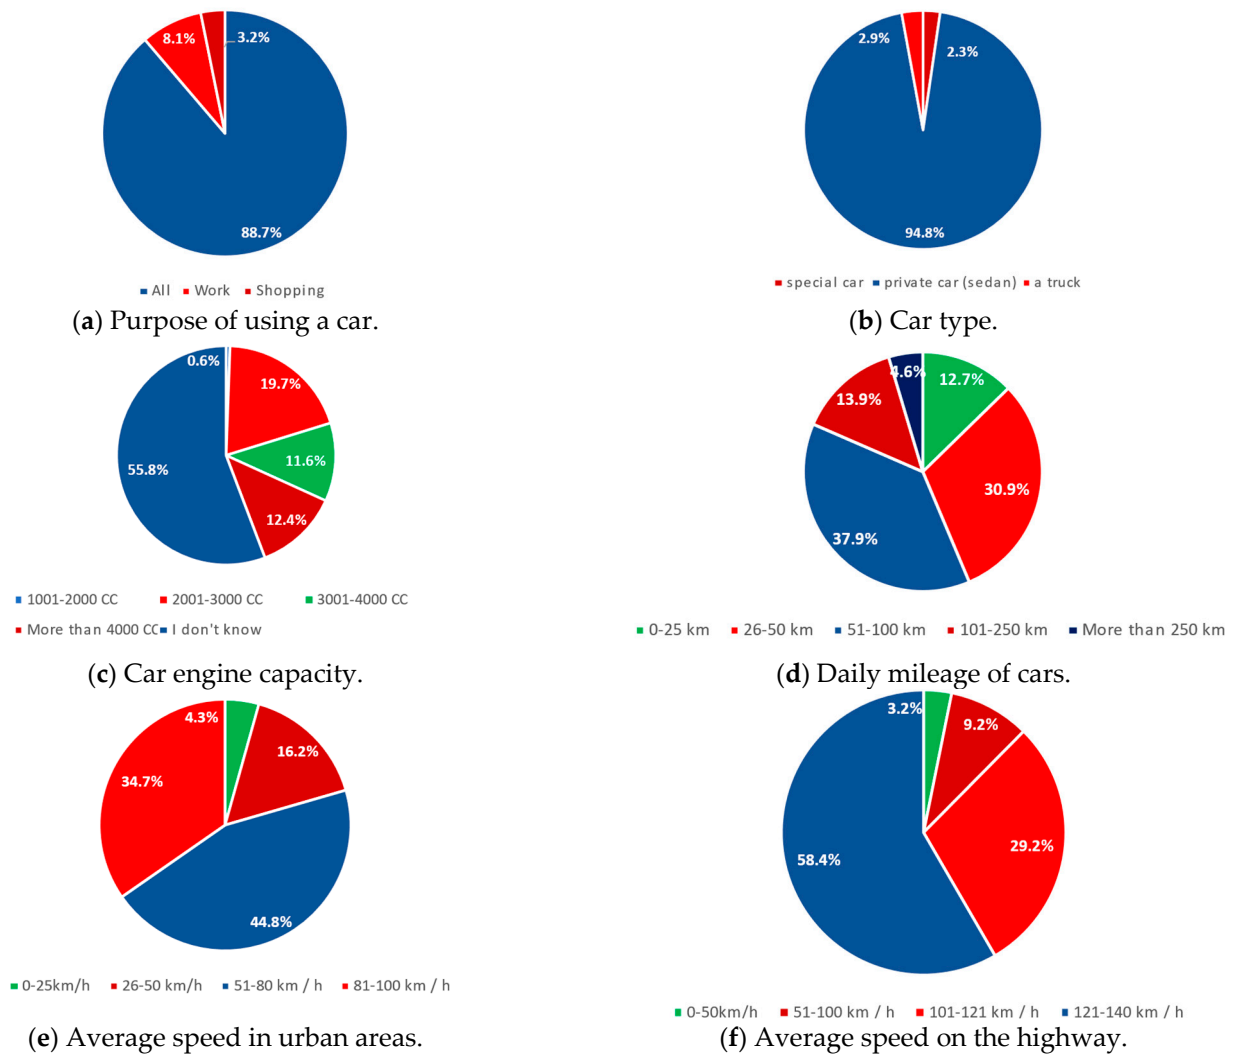 8.1%
3.2%
88.7%
All Work Shopping
(a) Purpose of using a car.
2.9%
2.3%
94.8%
special car private car (sedan) a truck
(b) Car type.
0.6%
19.7%
11.6%
55.8%
12.4%
1001-2000 CC 2001-3000 CC 3001-4000 CC
More than 4000 CC I don't know
(c) Car engine capacity.
4.6%
12.7%
13.9%
30.9%
37.9%
0-25 km 26-50 km 51-100 km 101-250 km More than 250 km
(d) Daily mileage of cars.
4.3%
16.2%
34.7%
44.8%
0-25km/h 26-50 km/h 51-80 km / h 81-100 km / h
(e) Average speed in urban areas.
3.2%
9.2%
29.2%
58.4%
0-50km/h 51-100 km / h 101-121 km / h 121-140 km / h
(f) Average speed on the highway.